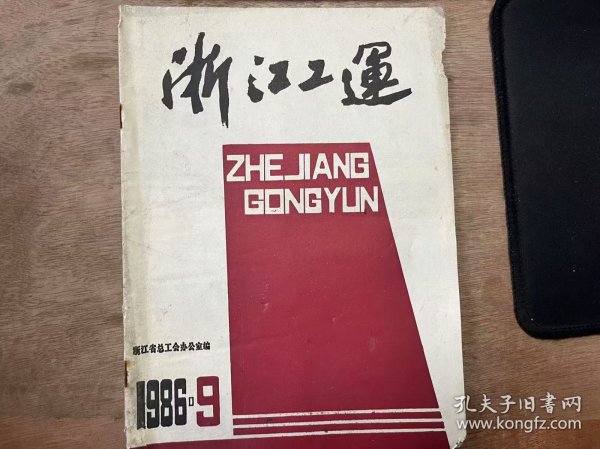 浙江工運
ZHEJIANG
GONGYUN
浙江省总工会办公室编
1986·9
孔夫子旧书网
www.kongfz.com